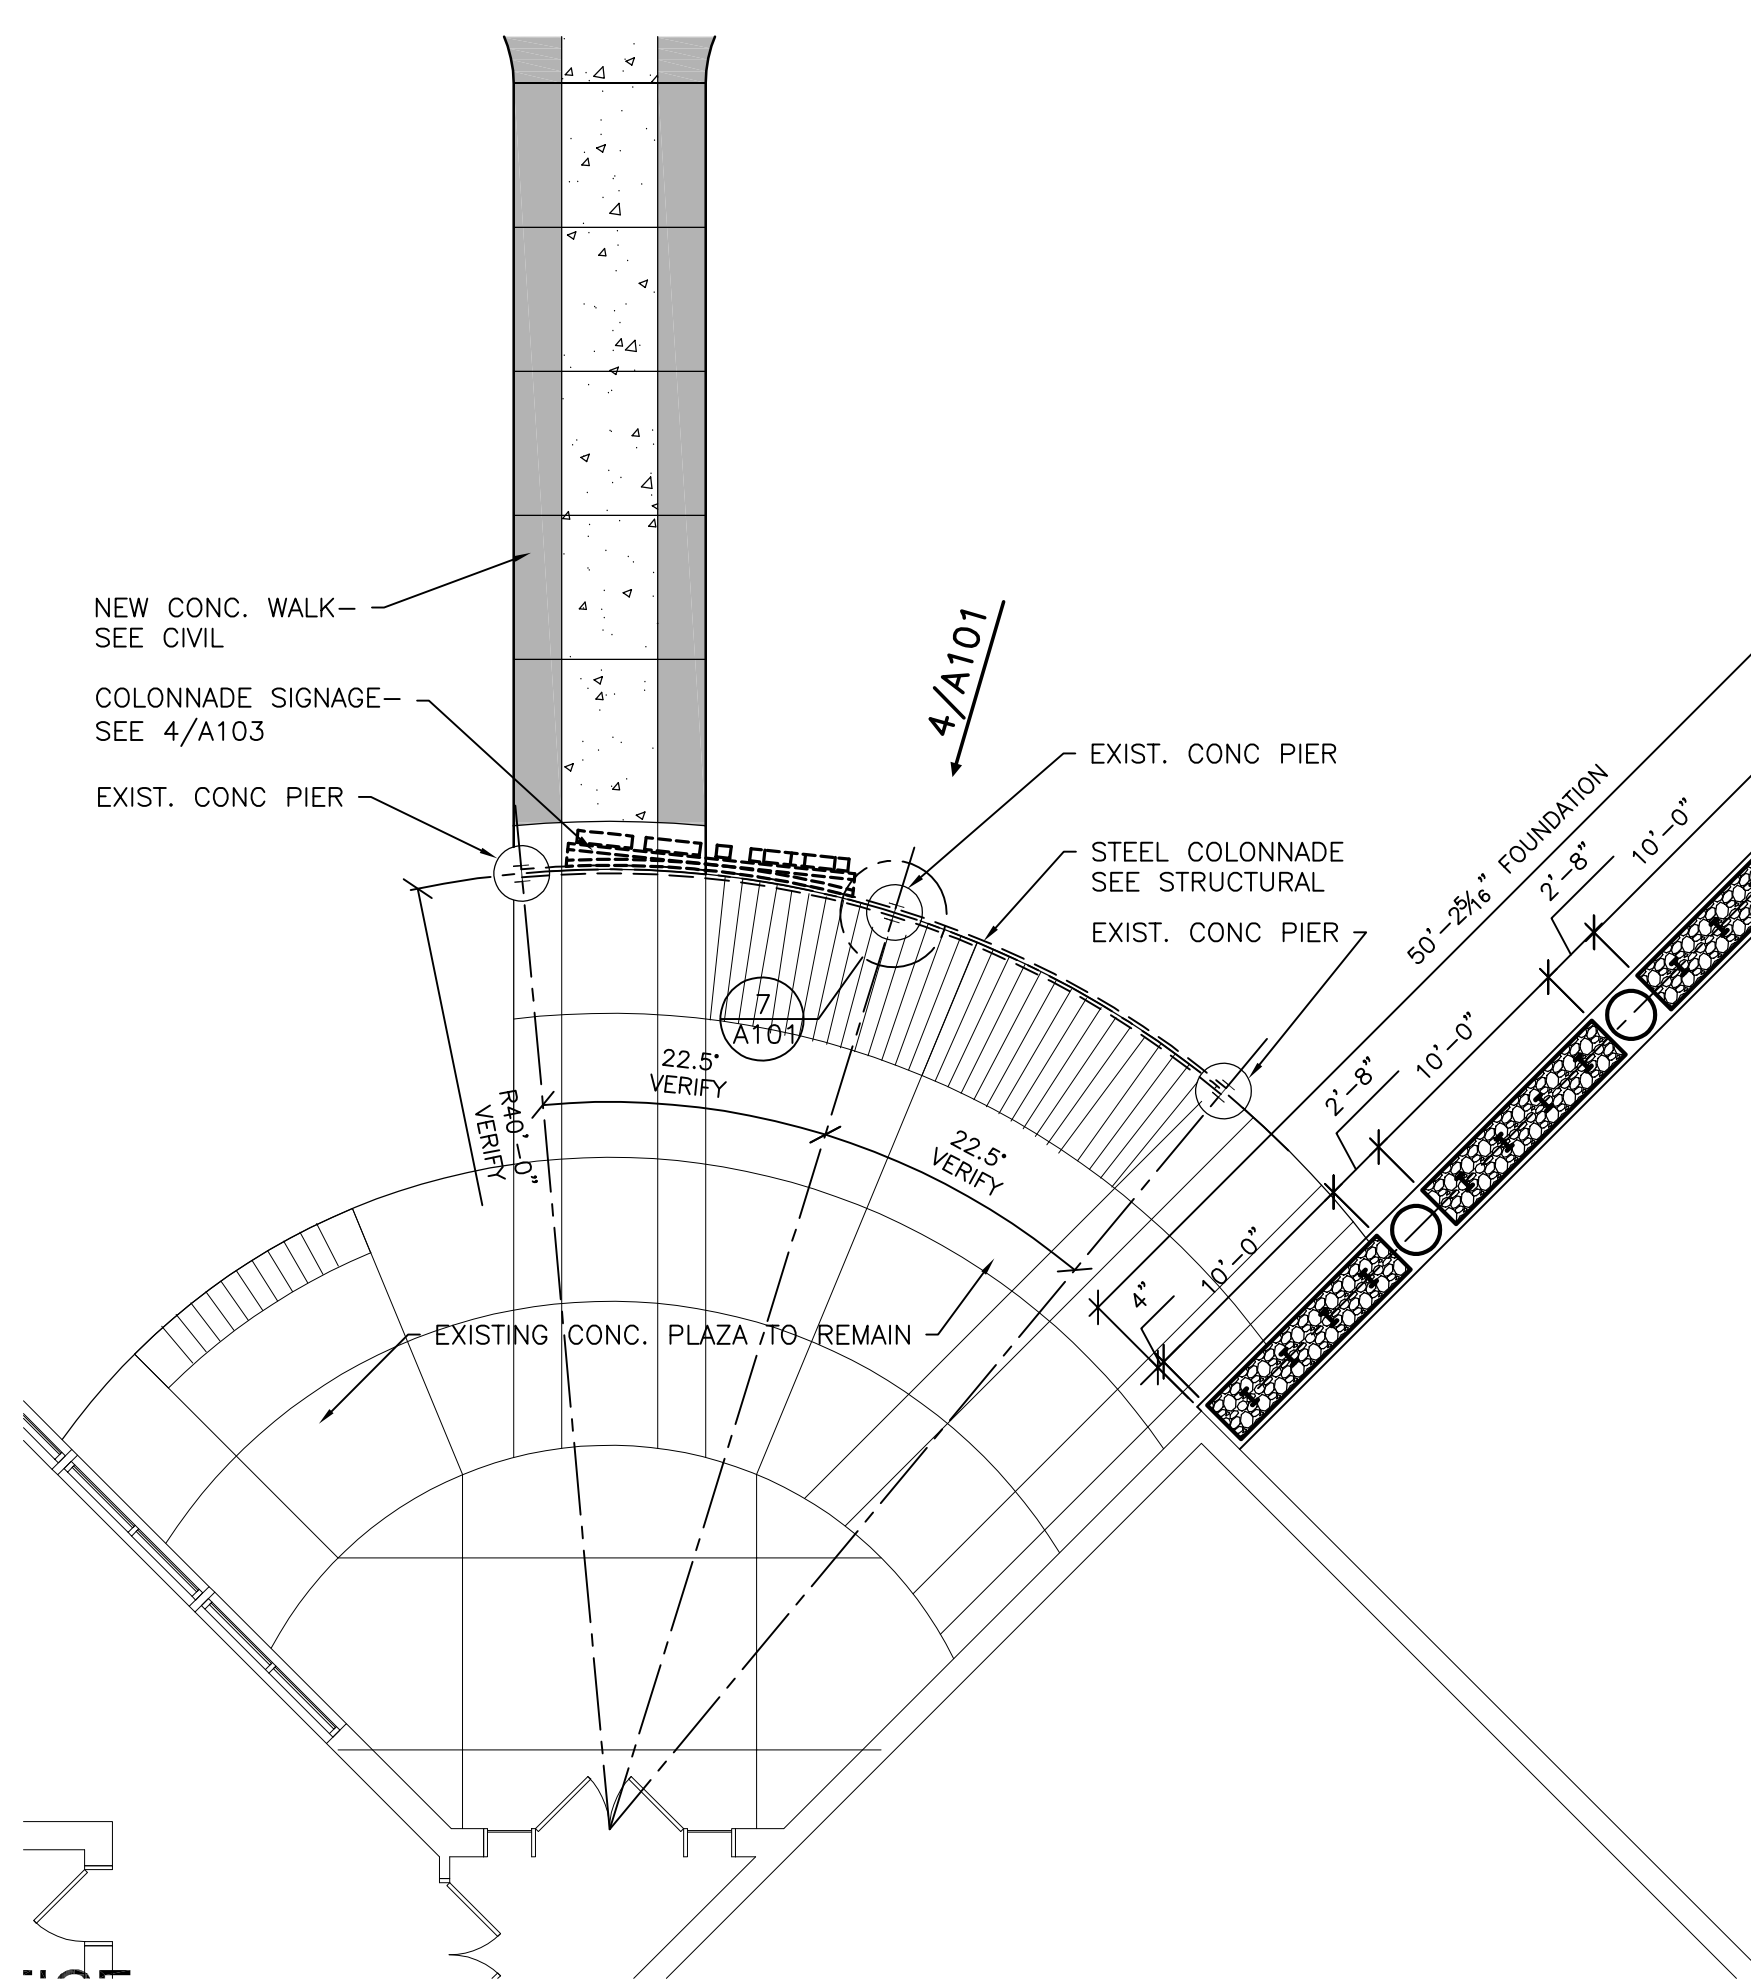 NEW CONC. WALK-
SEE CIVIL
COLONNADE SIGNAGE-
SEE 4/A103
EXIST. CONC PIER
4/A101
EXIST. CONC PIER
STEEL COLONNADE
SEE STRUCTURAL
EXIST. CONC PIER
50'-2 5/16" FOUNDATION
10'-0"
2'-8"
10'-0"
2'-8"
10'-0"
4"
7
A101
22.5°
VERIFY
22.5°
VERIFY
R40'-0"
VERIFY
EXISTING CONC. PLAZA TO REMAIN